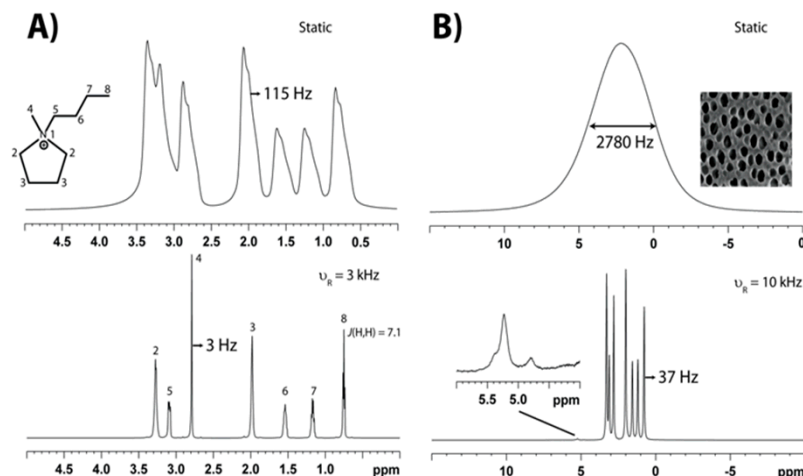 A)
Static
115 Hz
7 8
4 5 6
N 1
⊕
2 2
3 3
4.5 4.0 3.5 3.0 2.5 2.0 1.5 1.0 0.5
4
υR = 3 kHz
8
J(H,H) = 7.1
3
3 Hz
2
5
6
7
4.5 4.0 3.5 3.0 2.5 2.0 1.5 1.0 ppm
B)
Static
2780 Hz
10 5 0 -5 0
υR = 10 kHz
37 Hz
5.5 5.0 ppm
10 5 0 -5 ppm